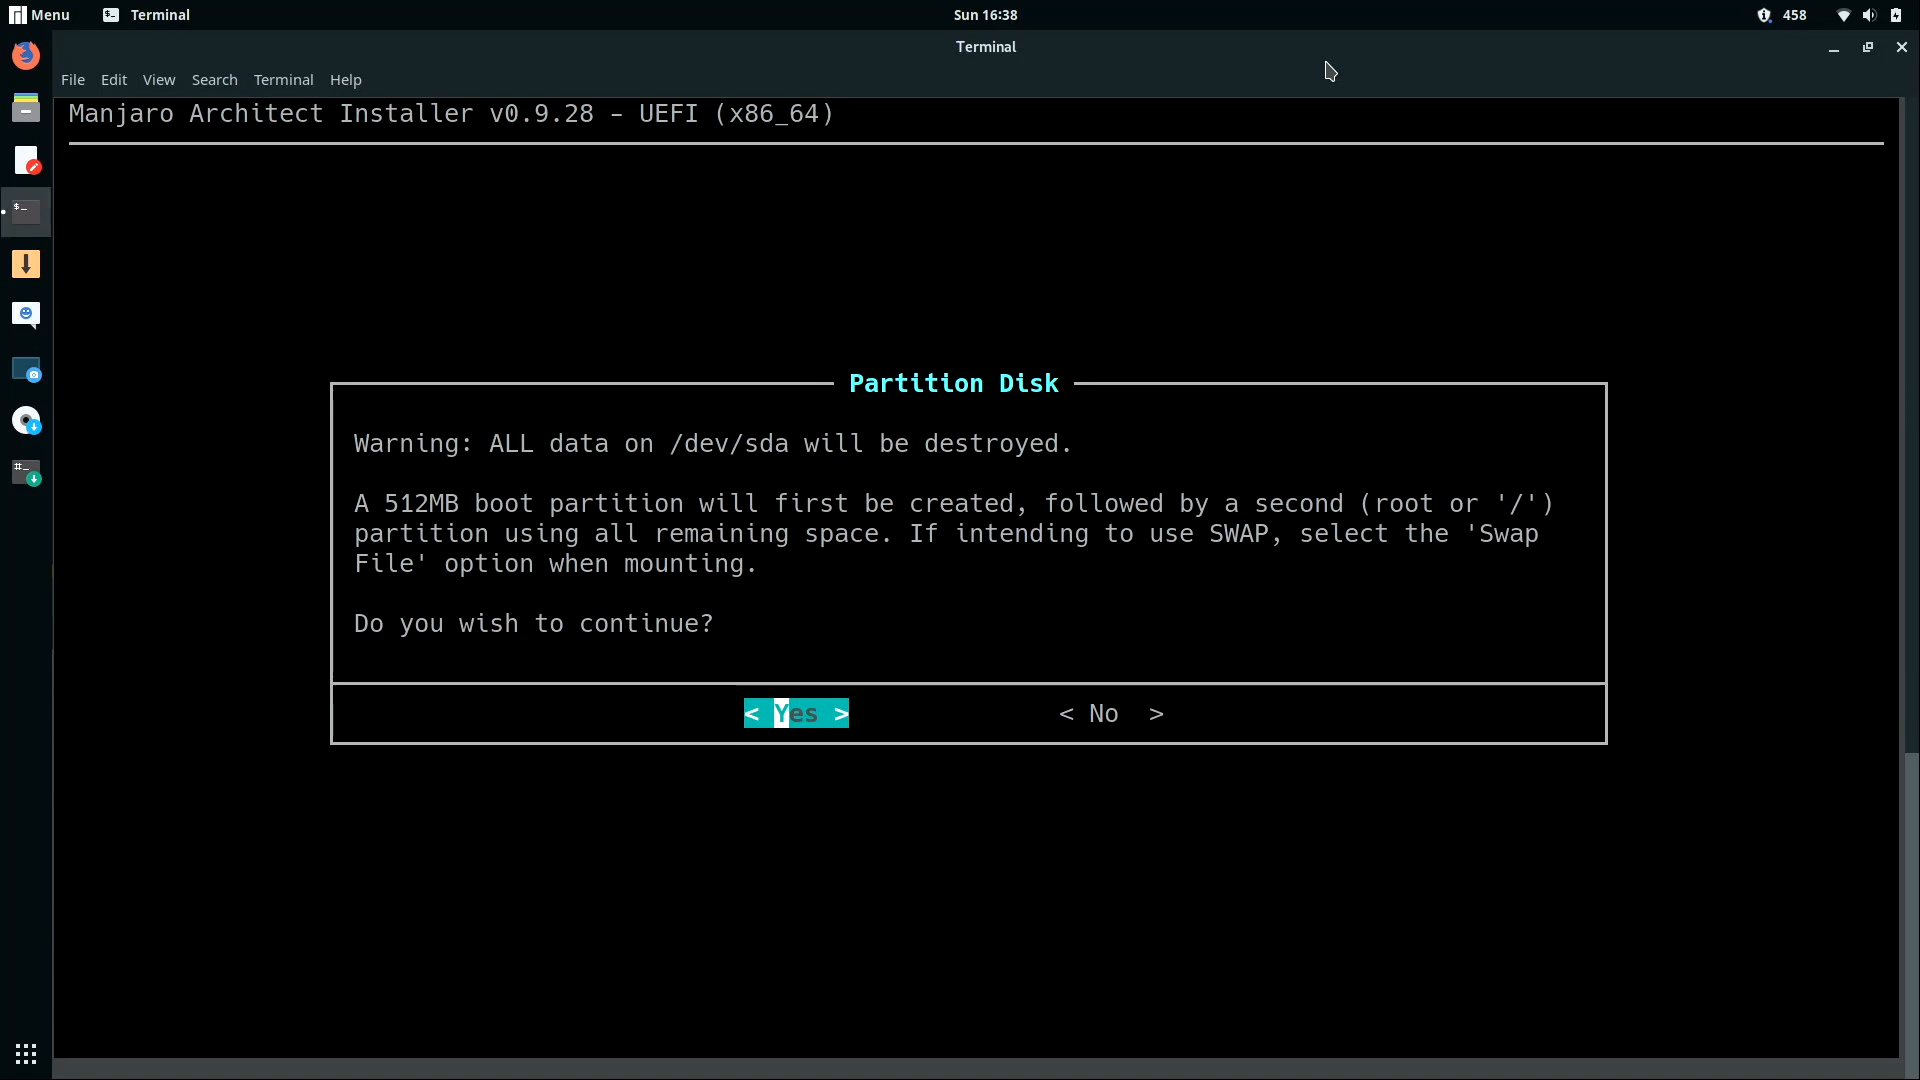 Menu Terminal Sun 16:38 458
Terminal
File Edit View Search Terminal Help
Manjaro Architect Installer v0.9.28 - UEFI (x86_64)
Partition Disk
Warning: ALL data on /dev/sda will be destroyed.
A 512MB boot partition will first be created, followed by a second (root or '/')
partition using all remaining space. If intending to use SWAP, select the 'Swap
File' option when mounting.
Do you wish to continue?
< Yes > < No >